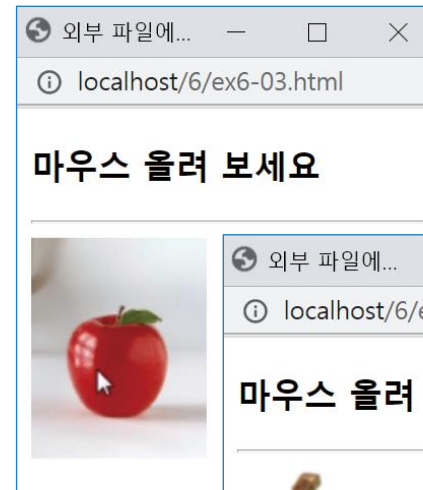 외부 파일에...
localhost/6/ex6-03.html
마우스 올려 보세요
외부 파일에...
localhost/6/
마우스 올려